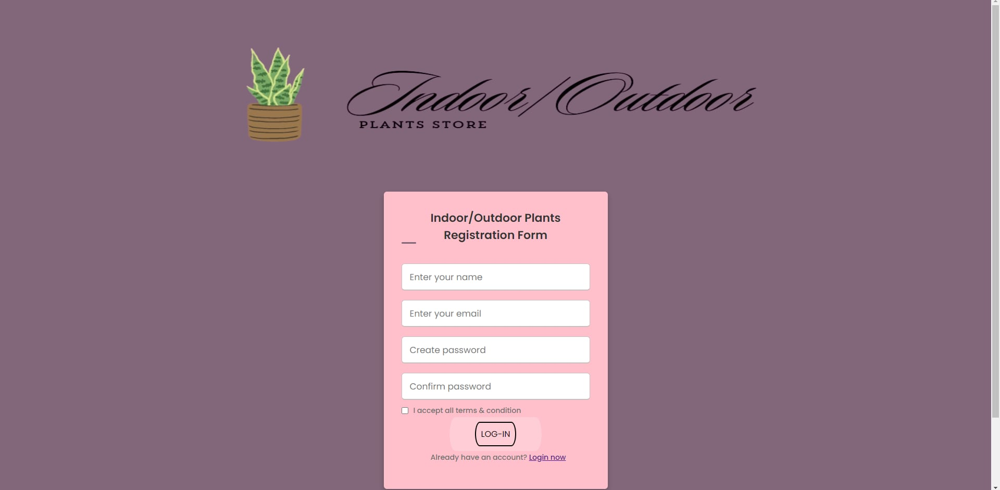 Indoor/Outdoor
PLANTS STORE
Indoor/Outdoor Plants
Registration Form
Enter your name
Enter your email
Create password
Confirm password
I accept all terms & condition
LOG-IN
Already have an account? Login now